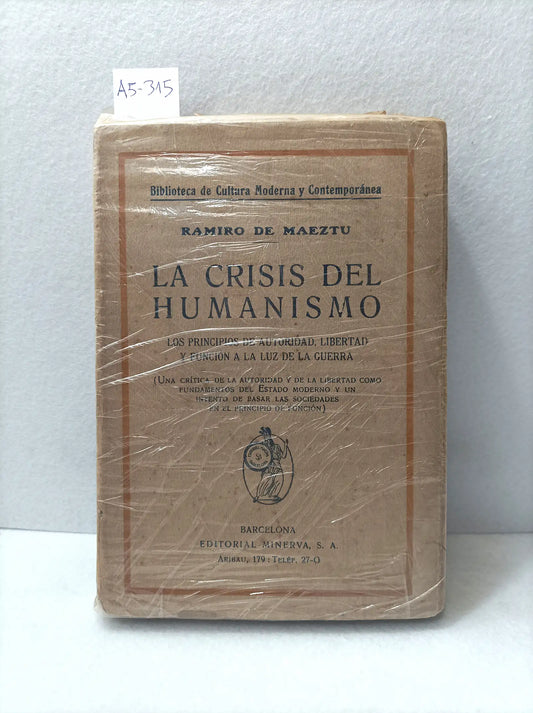 A5-315
Biblioteca de Cultura Moderna y Contemporánea
RAMIRO DE MAEZTU
LA CRISIS DEL
HUMANISMO
LOS PRINCIPIOS DE AUTORIDAD, LIBERTAD
Y FUNCIÓN A LA LUZ DE LA GUERRA
(UNA CRÍTICA DE LA AUTORIDAD Y DE LA LIBERTAD COMO
FUNDAMENTOS DEL ESTADO MODERNO Y UN
INTENTO DE BASAR LAS SOCIEDADES
EN EL PRINCIPIO DE FUNCIÓN)
BARCELONA
EDITORIAL MINERVA, S. A.
ARIBAU, 179 : TELÉF. 27-G